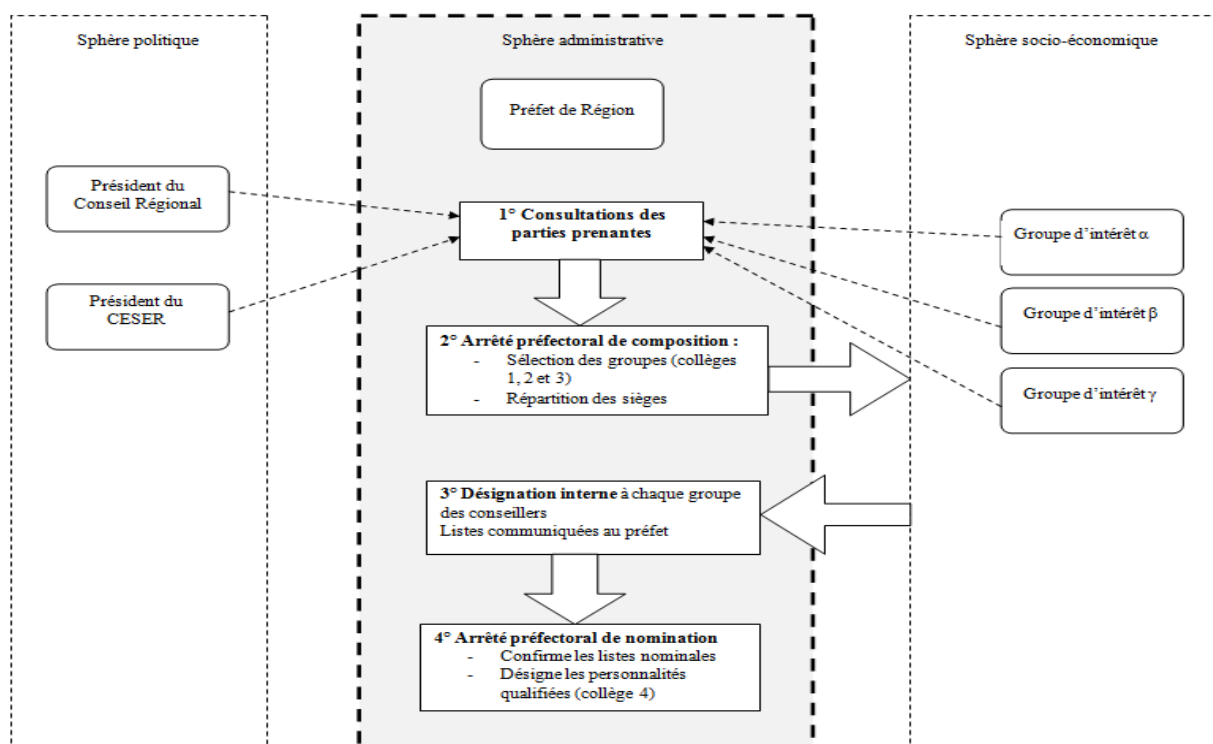 Sphère politique
Sphère administrative
Sphère socio-économique
Préfet de Région
Président du
Conseil Régional
Président du
CESER
1° Consultations des
parties prenantes
Groupe d'intérêt α
Groupe d'intérêt β
Groupe d'intérêt γ
2° Arrêté préfectoral de composition :
- Sélection des groupes (collèges
1, 2 et 3)
- Répartition des sièges
3° Désignation interne à chaque groupe
des conseillers
Listes communiquées au préfet
4° Arrêté préfectoral de nomination
- Confirme les listes nominales
- Désigne les personnalités
qualifiées (collège 4)